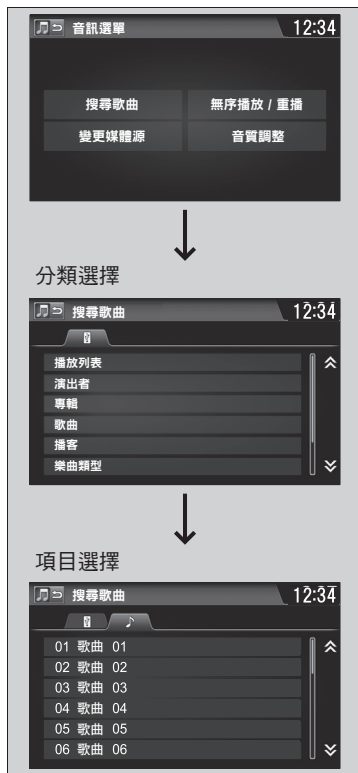 音訊選單 12:34
搜尋歌曲 無序播放 / 重播
變更媒體源 音質調整
分類選擇
搜尋歌曲 12:34
播放列表
演出者
專輯
歌曲
播客
樂曲類型
項目選擇
搜尋歌曲 12:34
01 歌曲 01
02 歌曲 02
03 歌曲 03
04 歌曲 04
05 歌曲 05
06 歌曲 06